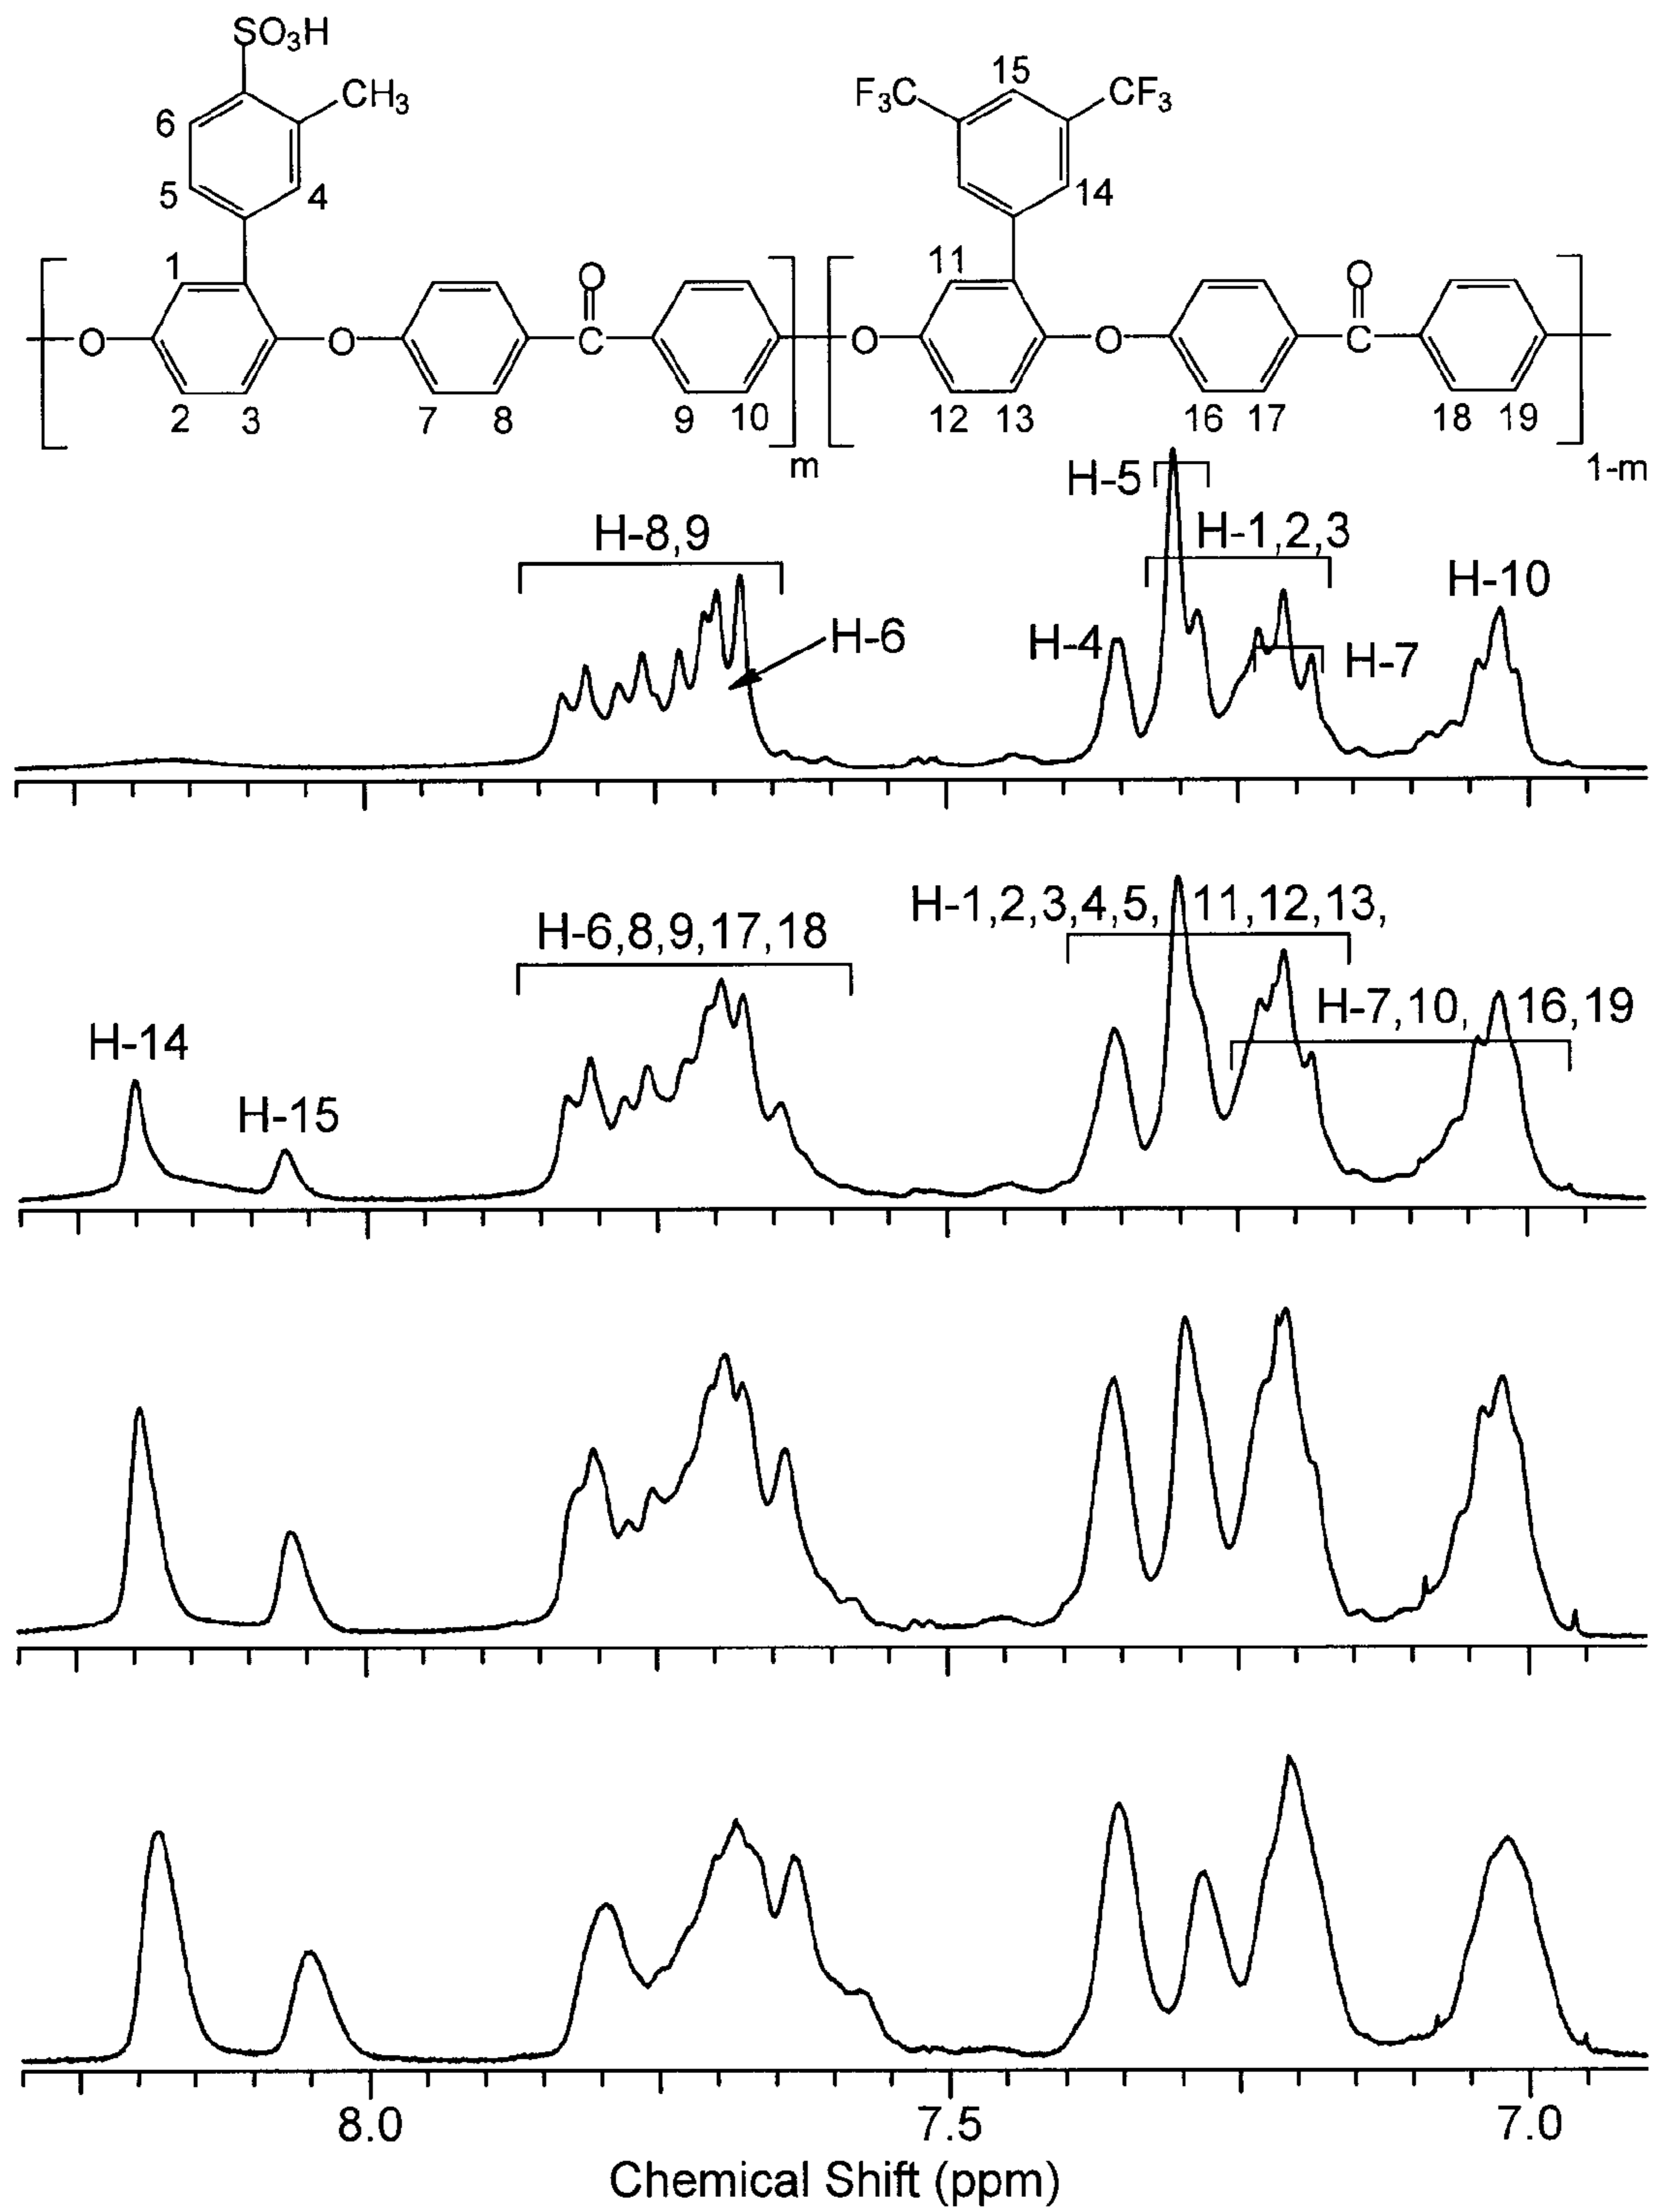 SO3H
CH3
6
5
4
1
O
O
O
C
2
3
7
8
9
10
m
F3C
15
CF3
14
11
O
O
O
C
12
13
16
17
18
19
1-m
H-5
H-8,9
H-1,2,3
H-10
H-6
H-4
H-7
H-1,2,3,4,5, 11,12,13,
H-6,8,9,17,18
H-7,10, 16,19
H-14
H-15
8.0 7.5 7.0
Chemical Shift (ppm)